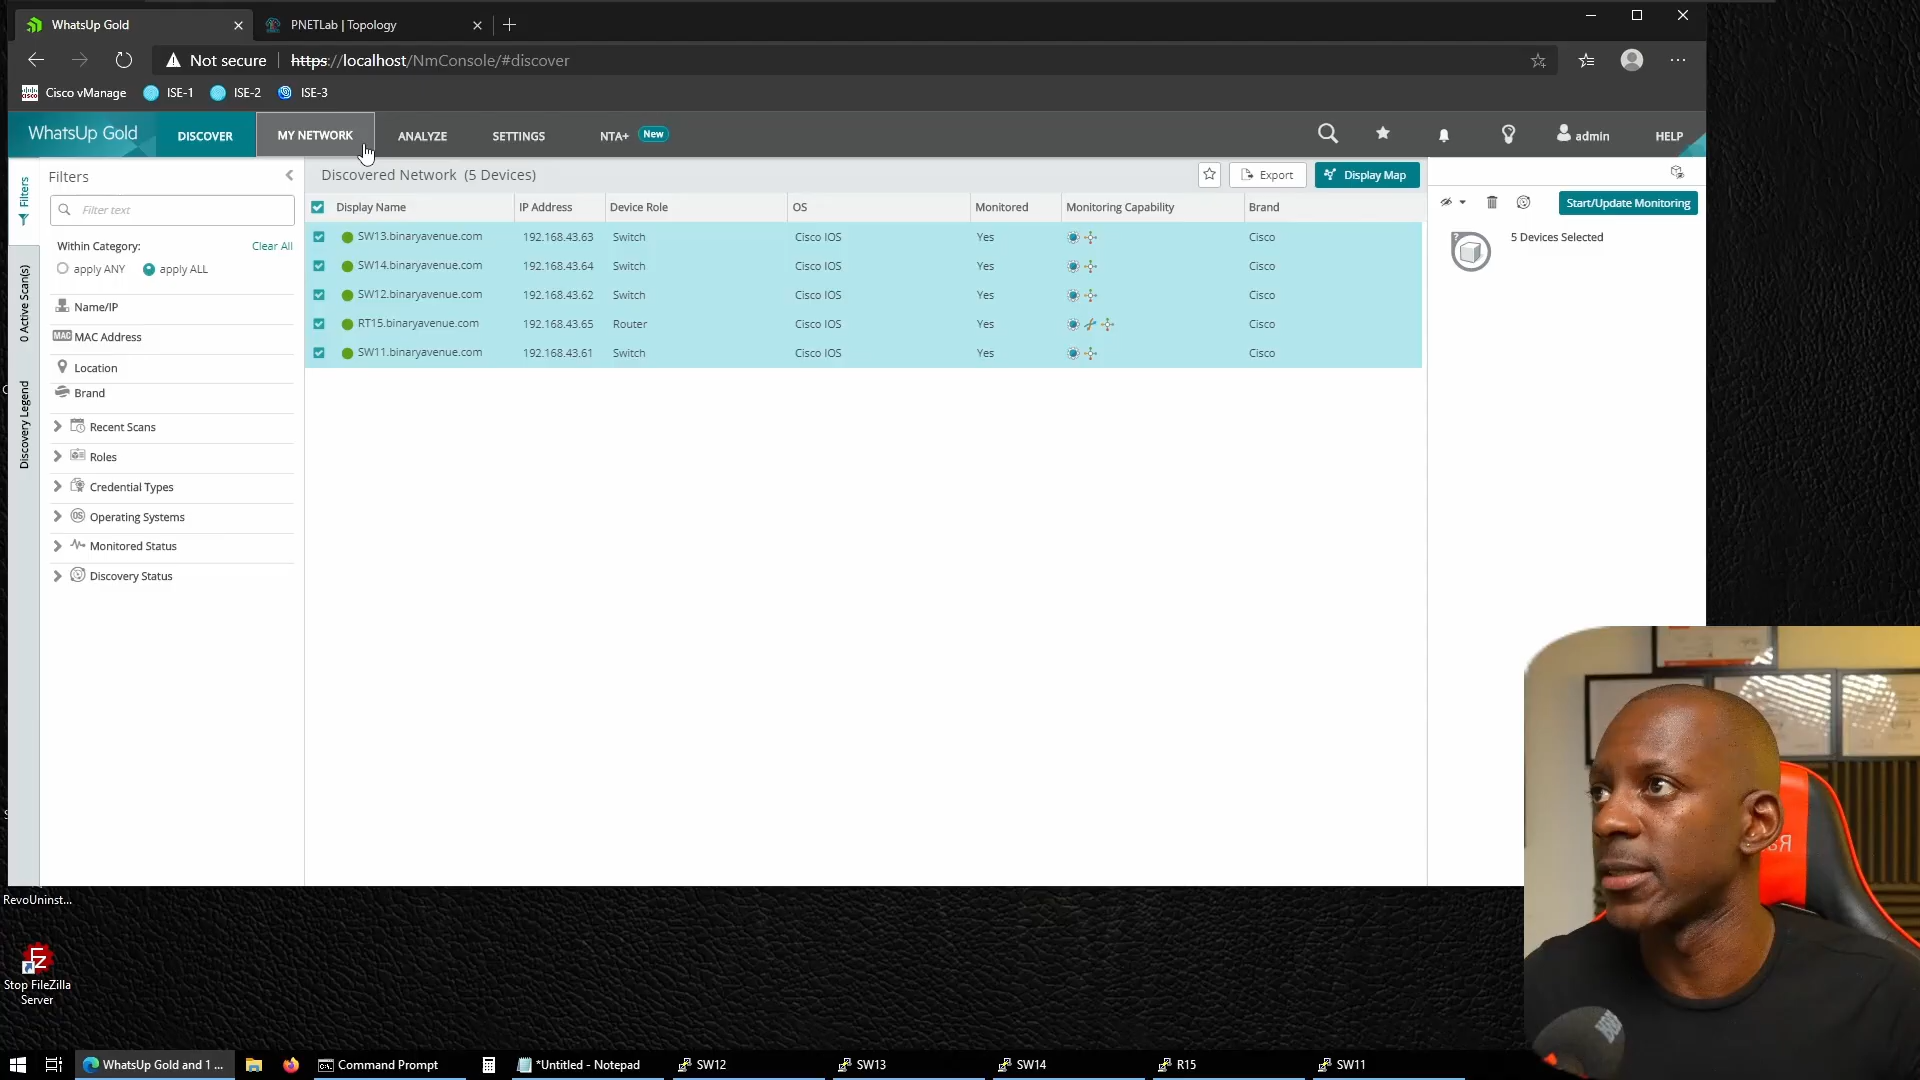 WhatsUp Gold
PNETLab | Topology
Not secure
https://localhost/NmConsole/#discover
Cisco vManage
ISE-1
ISE-2
ISE-3
WhatsUp Gold
DISCOVER
MY NETWORK
ANALYZE
SETTINGS
NTA+
New
admin
HELP
Filters
0 Active Scan(s)
Discovery Legend
Filters
Filter text
Within Category:
Clear All
apply ANY
apply ALL
Name/IP
MAC
MAC Address
Location
Brand
Recent Scans
Roles
Credential Types
OS
Operating Systems
Monitored Status
Discovery Status
Discovered Network (5 Devices)
Export
Display Map
Display Name IP Address Device Role OS Monitored Monitoring Capability Brand
SW13.binaryavenue.com 192.168.43.63 Switch Cisco IOS Yes Cisco
SW14.binaryavenue.com 192.168.43.64 Switch Cisco IOS Yes Cisco
SW12.binaryavenue.com 192.168.43.62 Switch Cisco IOS Yes Cisco
RT15.binaryavenue.com 192.168.43.65 Router Cisco IOS Yes Cisco
SW11.binaryavenue.com 192.168.43.61 Switch Cisco IOS Yes Cisco
Start/Update Monitoring
5 Devices Selected
RevoUninst...
FZ
Stop FileZilla
Server
WhatsUp Gold and 1 ...
Command Prompt
*Untitled - Notepad
SW12
SW13
SW14
R15
SW11